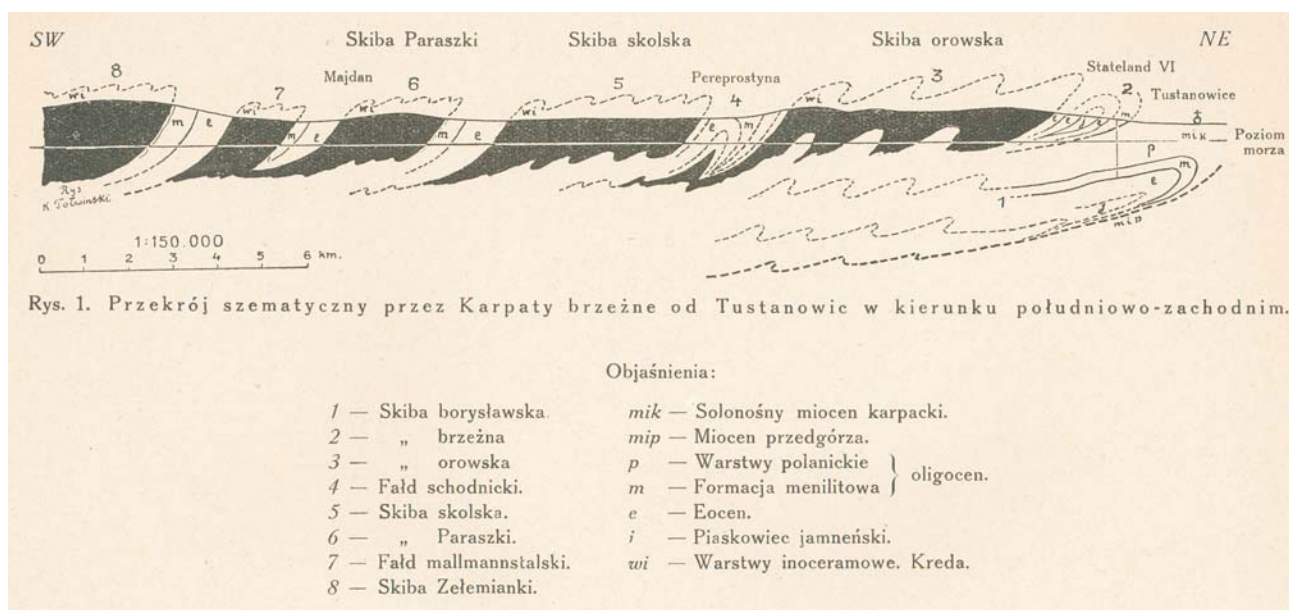 SW Skiba Paraszki Skiba skolska Skiba orowska NE
8 7 Majdan 6 5 Pereprostyna 4 3 Stateland VI 2 Tustanowice
wi wi wi wi wi
m e m e m e e m i e i e m mik Poziom morza
p m e 1 mip
Rys
K. Tołwiński
1:150.000
0 1 2 3 4 5 6 km.
Rys. 1. Przekrój szematyczny przez Karpaty brzeżne od Tustanowic w kierunku południowo-zachodnim.
Objaśnienia:
1 — Skiba borysławska. mik — Solonośny miocen karpacki.
2 — „ brzeżna mip — Miocen przedgórza.
3 — „ orowska p — Warstwy polanickie } oligocen.
4 — Fałd schodnicki. m — Formacja menilitowa
5 — Skiba skolska. e — Eocen.
6 — „ Paraszki. i — Piaskowiec jamneński.
7 — Fałd mallmannstalski. wi — Warstwy inoceramowe. Kreda.
8 — Skiba Zełemianki.